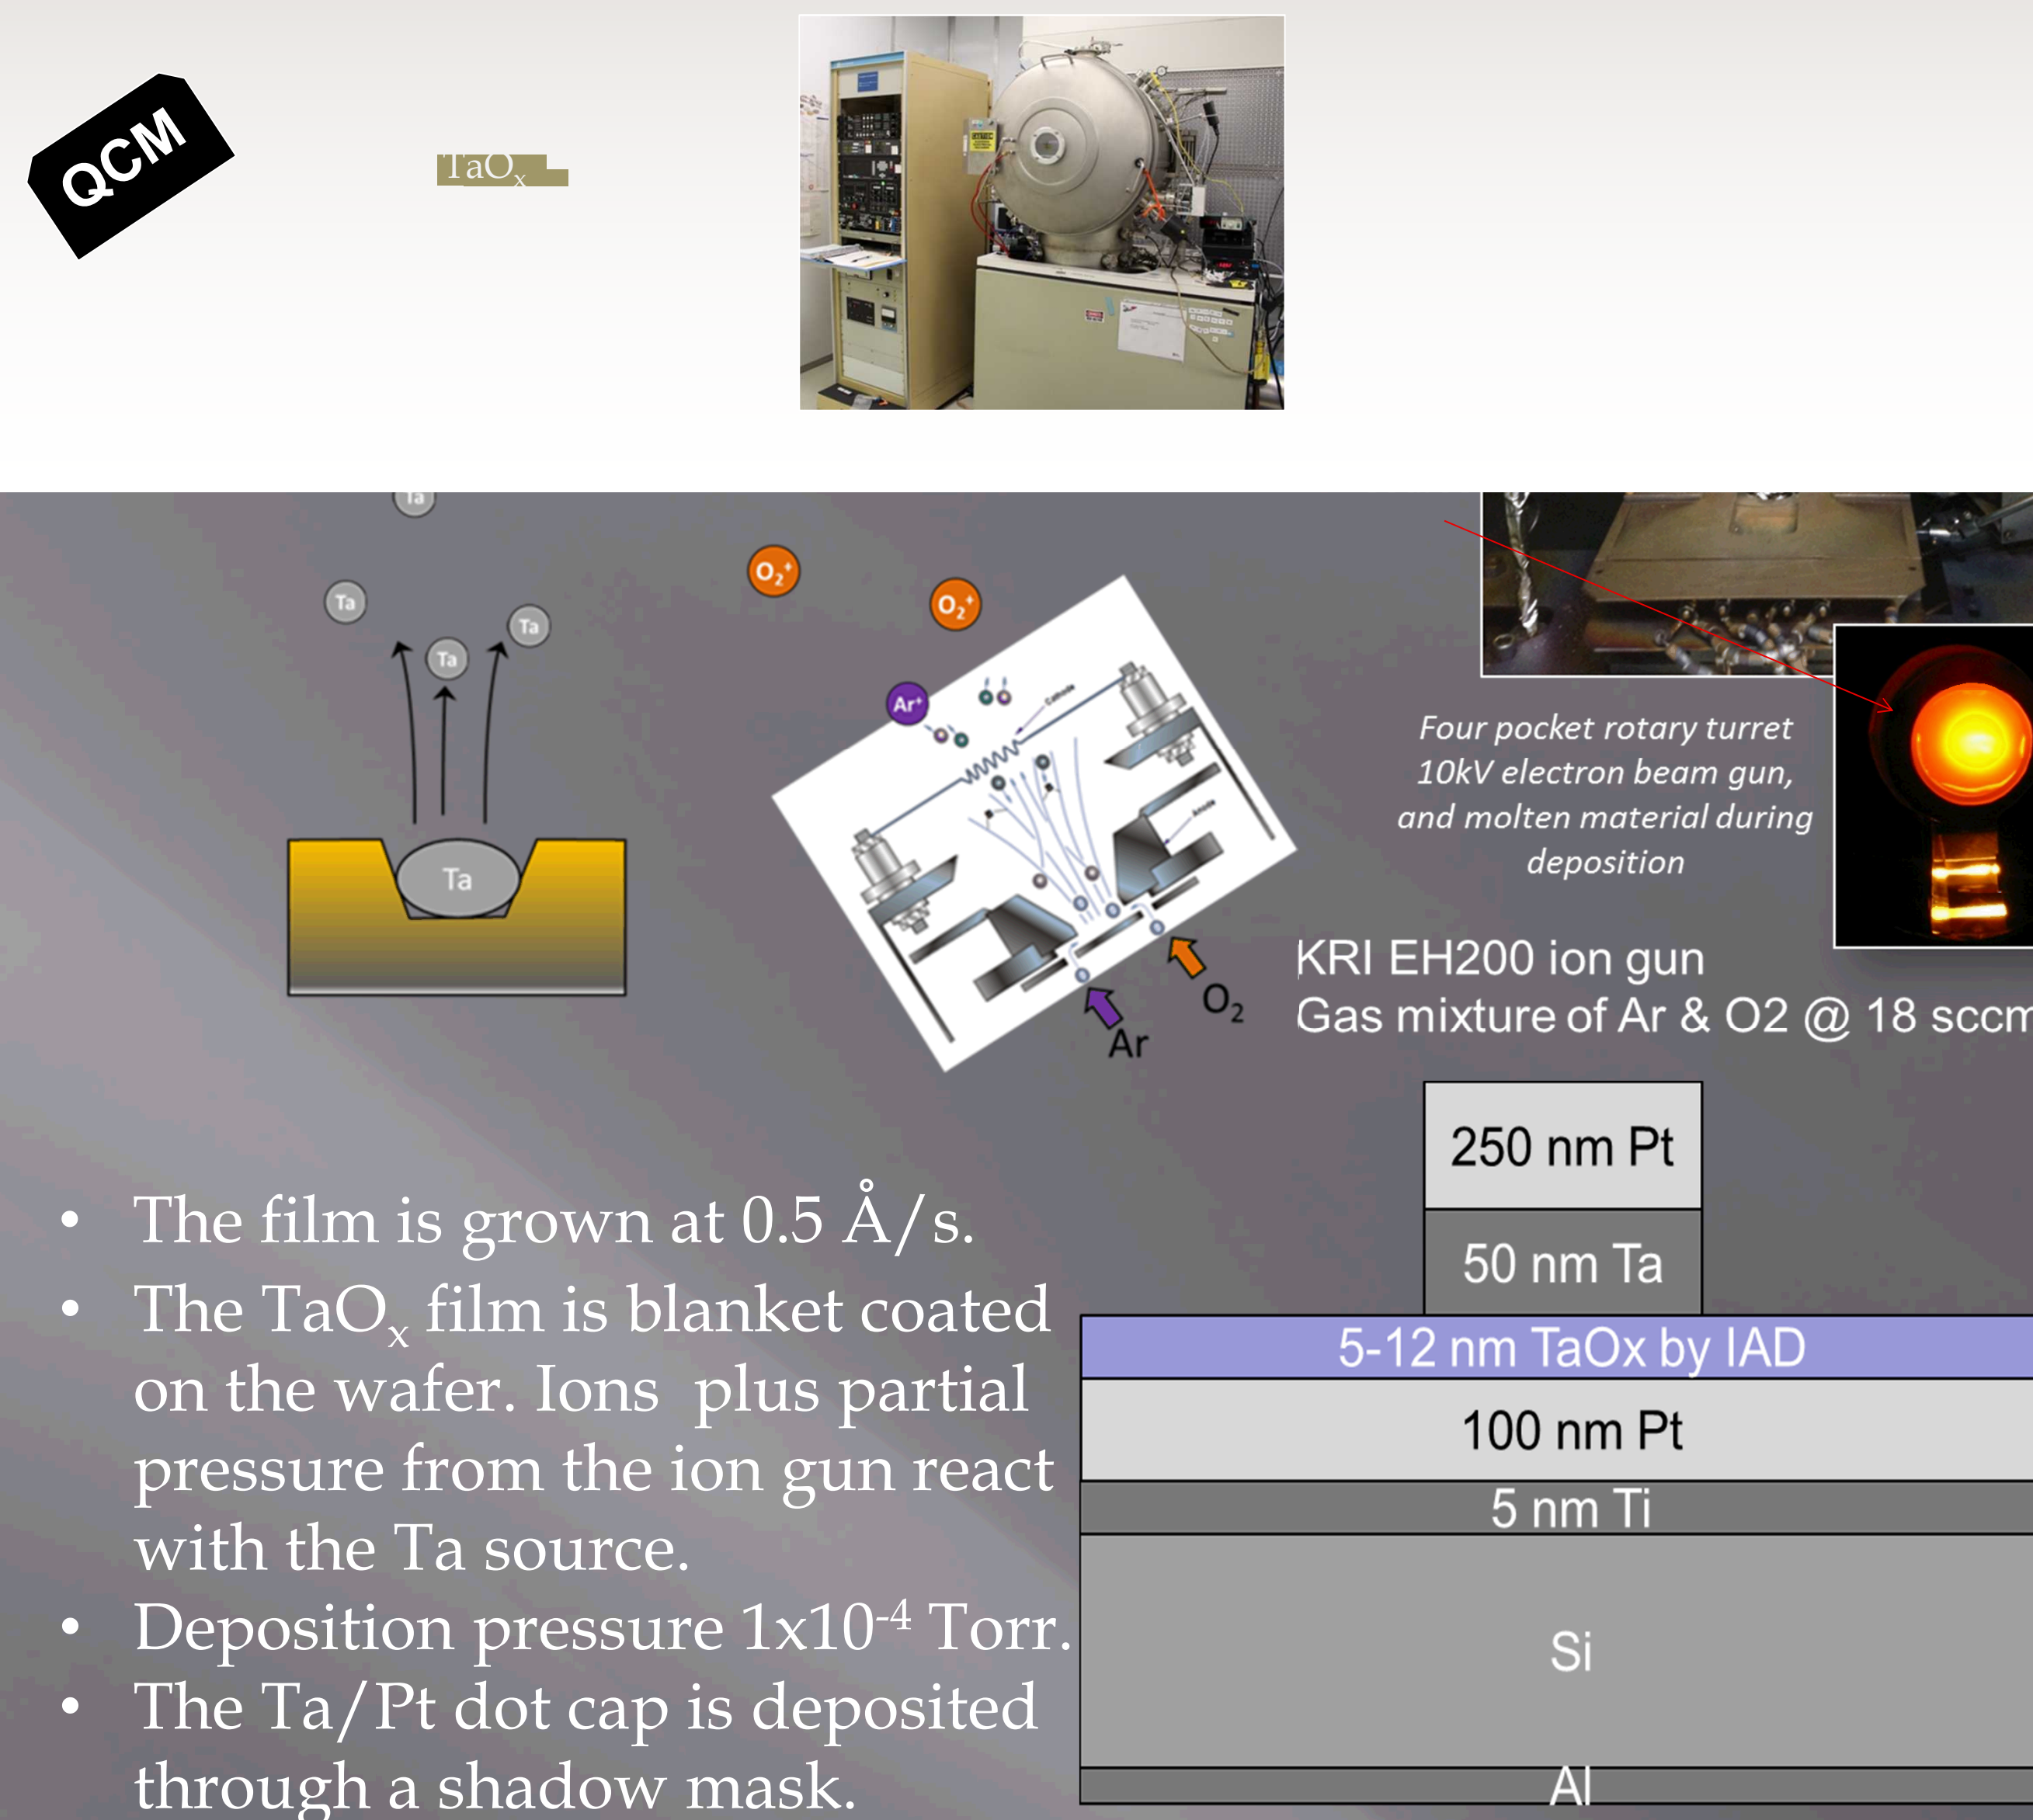 QCM
TaOx
Ta
O2+
Ta
O2+
Ta
Ta
Ar+
Cathode
Four pocket rotary turret
10kV electron beam gun,
and molten material during
deposition
Anode
Ta
KRI EH200 ion gun
O2
Gas mixture of Ar & O2 @ 18 sccm
Ar
250 nm Pt
50 nm Ta
5-12 nm TaOx by IAD
100 nm Pt
5 nm Ti
Si
Al
• The film is grown at 0.5 Å/s.
• The TaOx film is blanket coated
on the wafer. Ions plus partial
pressure from the ion gun react
with the Ta source.
• Deposition pressure 1x10-4 Torr.
• The Ta/Pt dot cap is deposited
through a shadow mask.